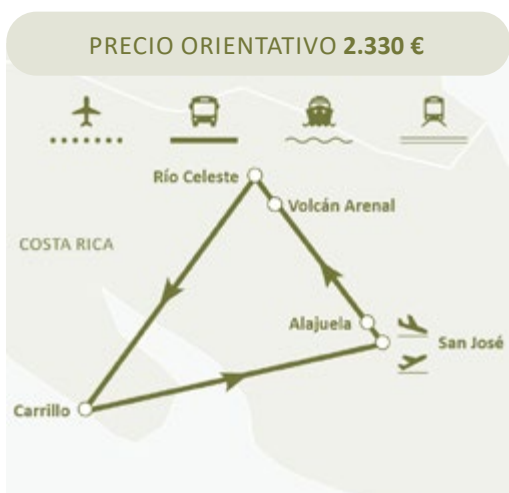 PRECIO ORIENTATIVO 2.330 €
Río Celeste
Volcán Arenal
COSTA RICA
Alajuela
San José
Carrillo